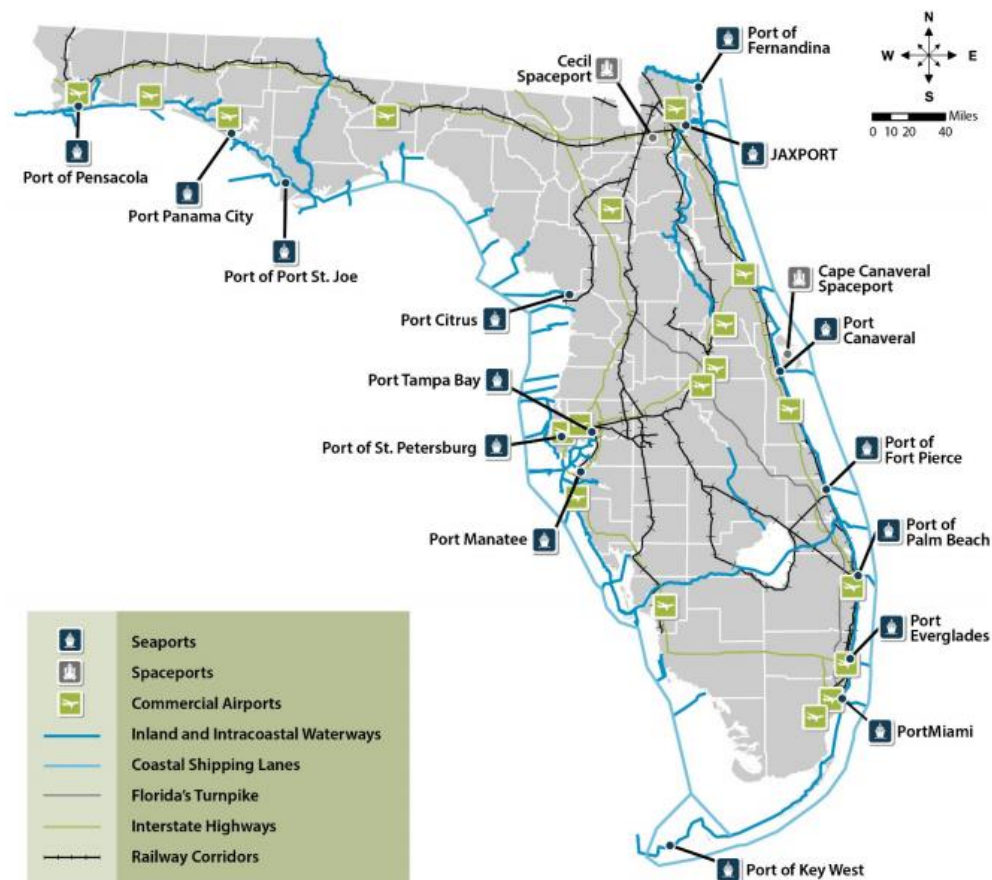 Port of
Fernandina
Cecil
Spaceport
N
W
E
S
Miles
0 10 20 40
JAXPORT
Port of Pensacola
Port Panama City
Port of Port St. Joe
Cape Canaveral
Spaceport
Port Citrus
Port
Canaveral
Port Tampa Bay
Port of St. Petersburg
Port of
Fort Pierce
Port Manatee
Port of
Palm Beach
Port
Everglades
PortMiami
Port of Key West
Seaports
Spaceports
Commercial Airports
Inland and Intracoastal Waterways
Coastal Shipping Lanes
Florida's Turnpike
Interstate Highways
Railway Corridors